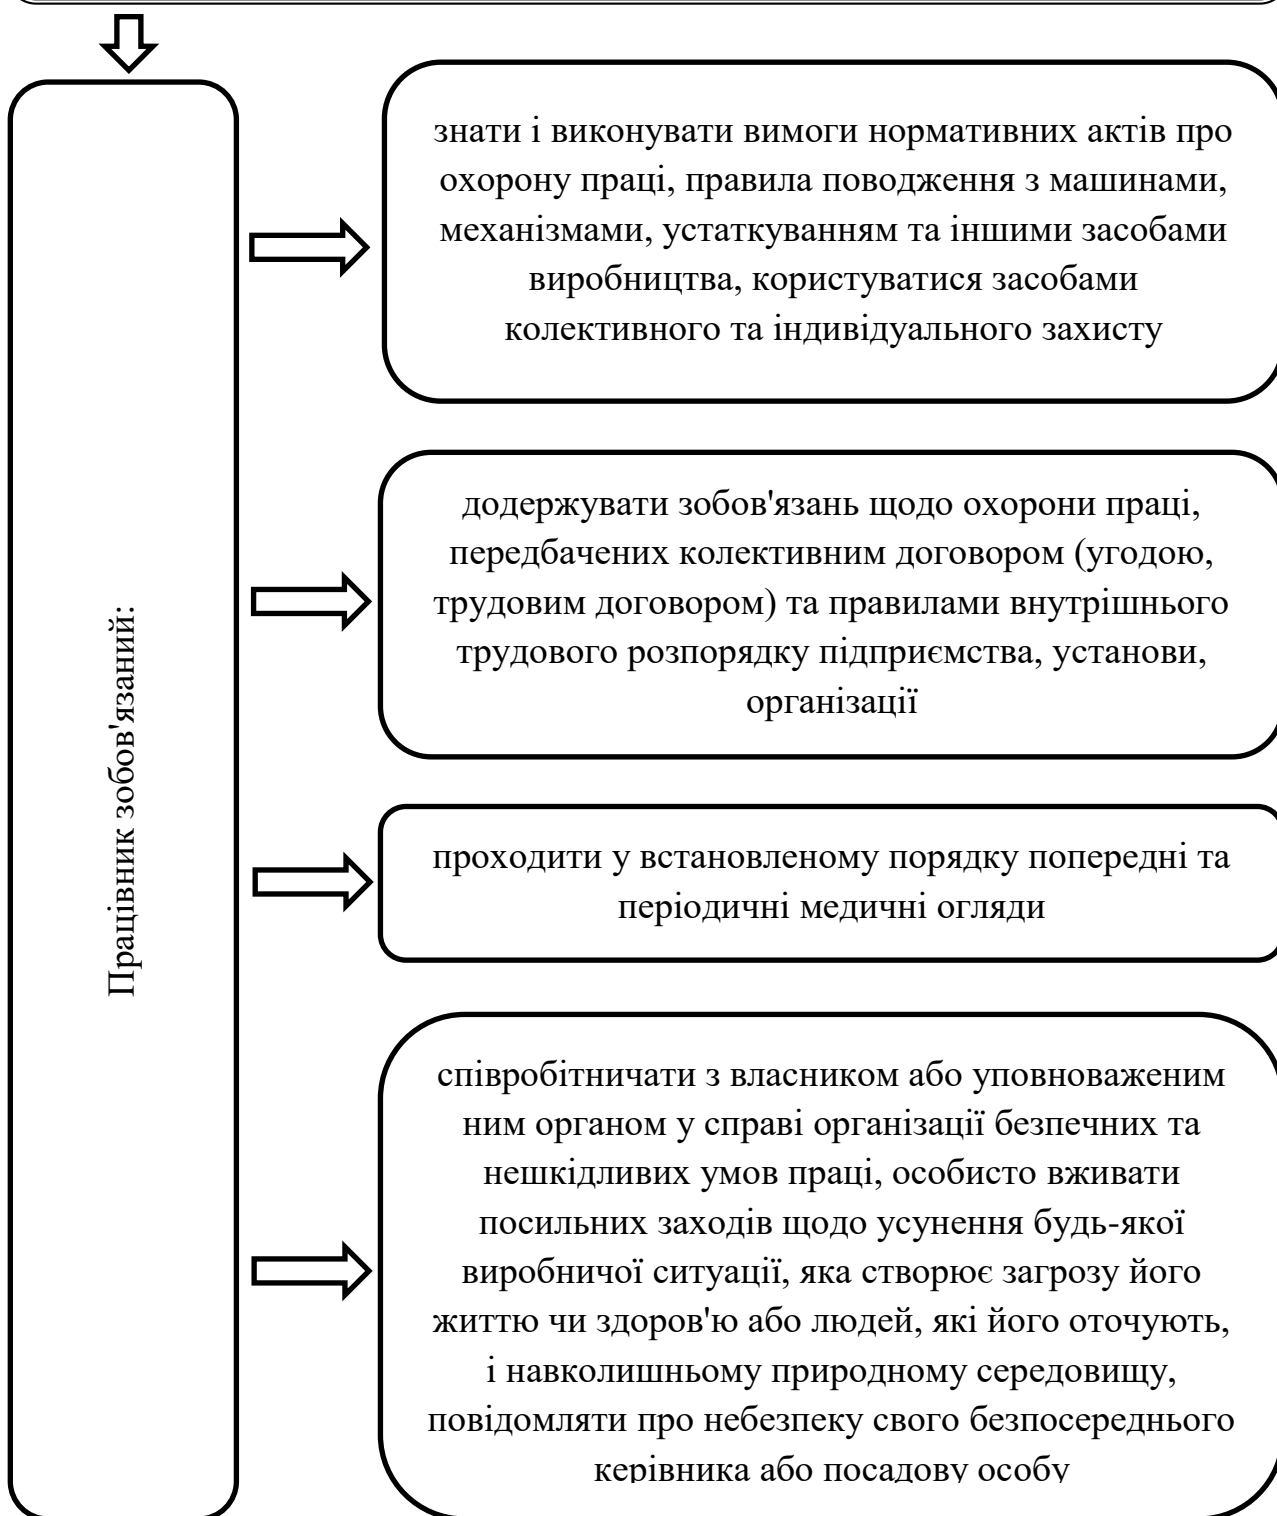 Працівник зобов'язаний:
знати і виконувати вимоги нормативних актів про
охорону праці, правила поводження з машинами,
механізмами, устаткуванням та іншими засобами
виробництва, користуватися засобами
колективного та індивідуального захисту
додержувати зобов'язань щодо охорони праці,
передбачених колективним договором (угодою,
трудовим договором) та правилами внутрішнього
трудового розпорядку підприємства, установи,
організації
проходити у встановленому порядку попередні та
періодичні медичні огляди
співробітничати з власником або уповноваженим
ним органом у справі організації безпечних та
нешкідливих умов праці, особисто вживати
посильних заходів щодо усунення будь-якої
виробничої ситуації, яка створює загрозу його
життю чи здоров'ю або людей, які його оточують,
і навколишньому природному середовищу,
повідомляти про небезпеку свого безпосереднього
керівника або посадову особу